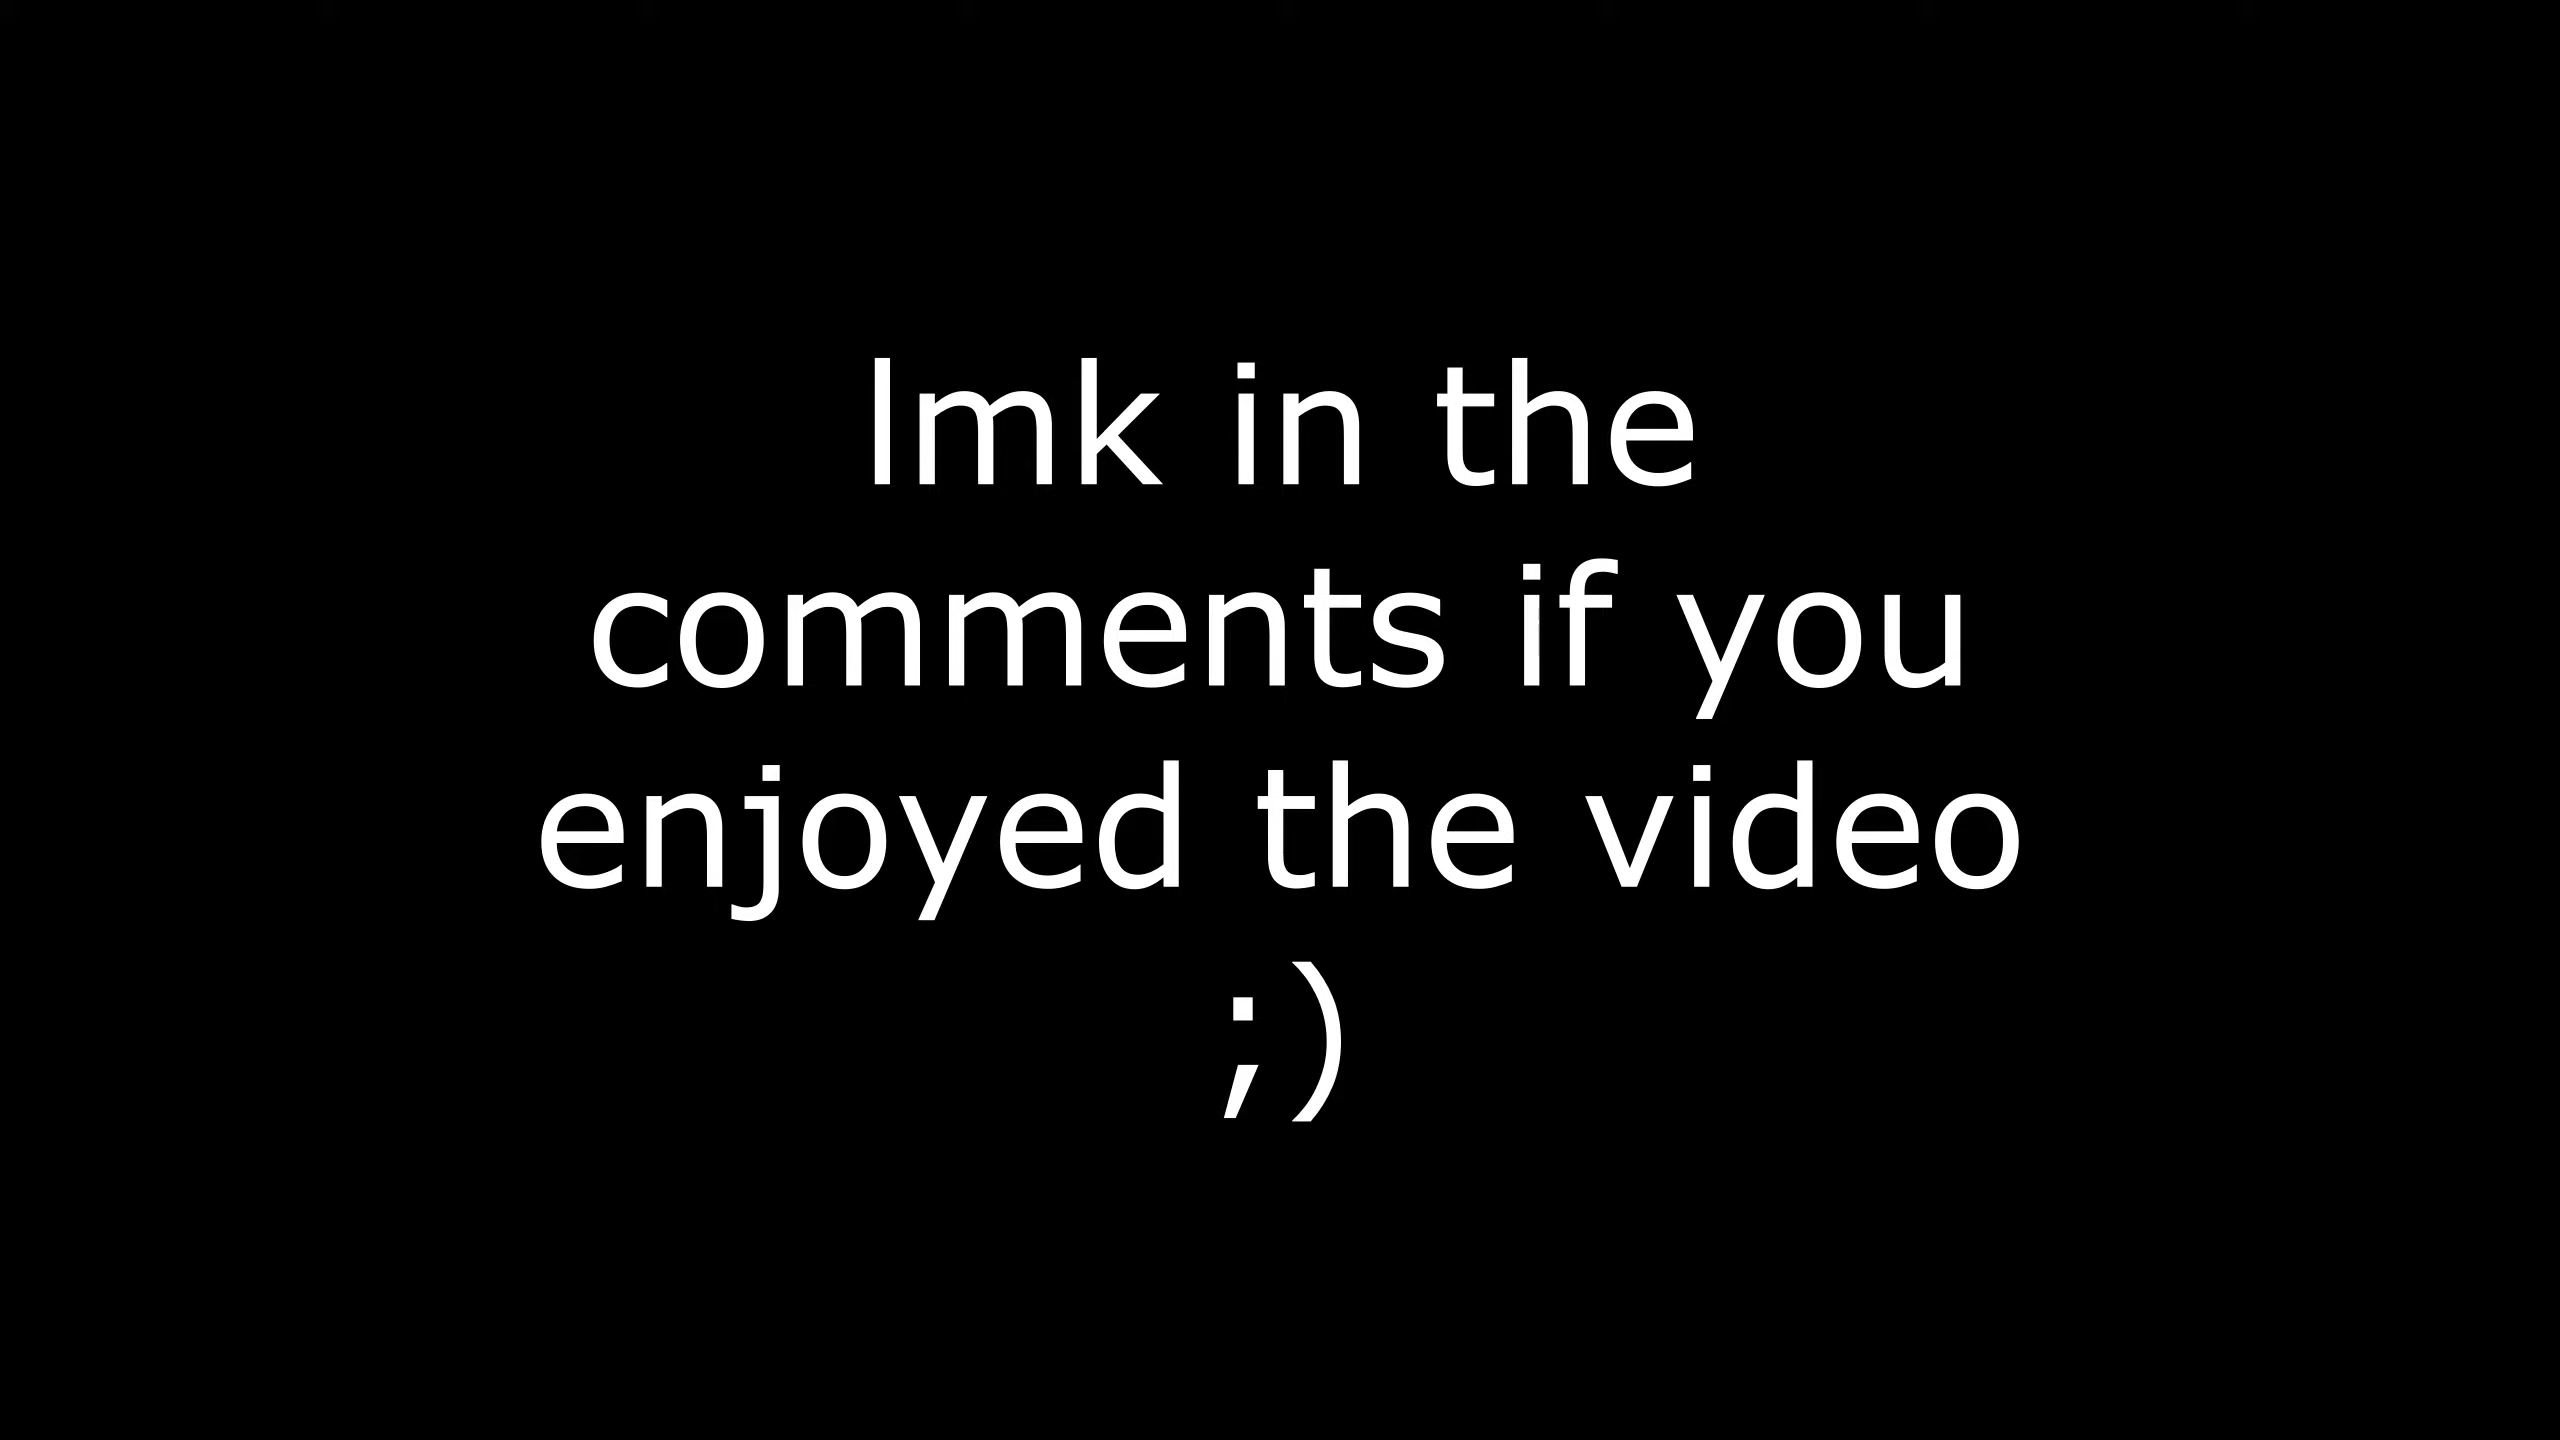 lmk in the
comments if you
enjoyed the video
;)